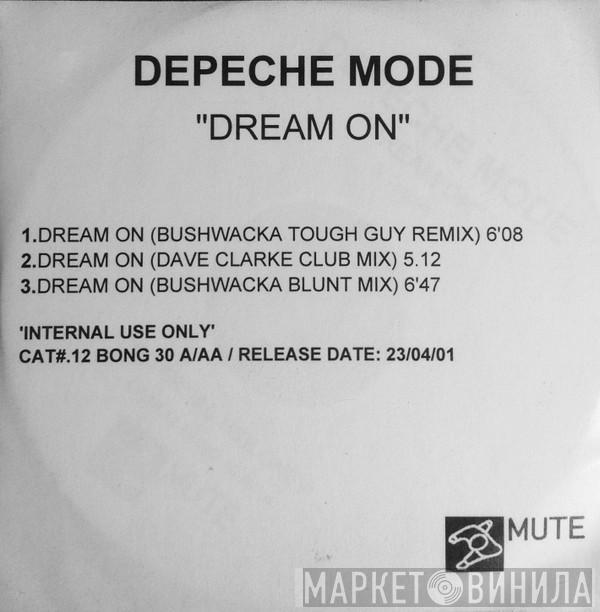 DEPECHE MODE
"DREAM ON"
1.DREAM ON (BUSHWACKA TOUGH GUY REMIX) 6'08
2.DREAM ON (DAVE CLARKE CLUB MIX) 5.12
3.DREAM ON (BUSHWACKA BLUNT MIX) 6'47
'INTERNAL USE ONLY'
CAT#.12 BONG 30 A/AA / RELEASE DATE: 23/04/01
MUTE
МАРКЕТ ВИНИЛА